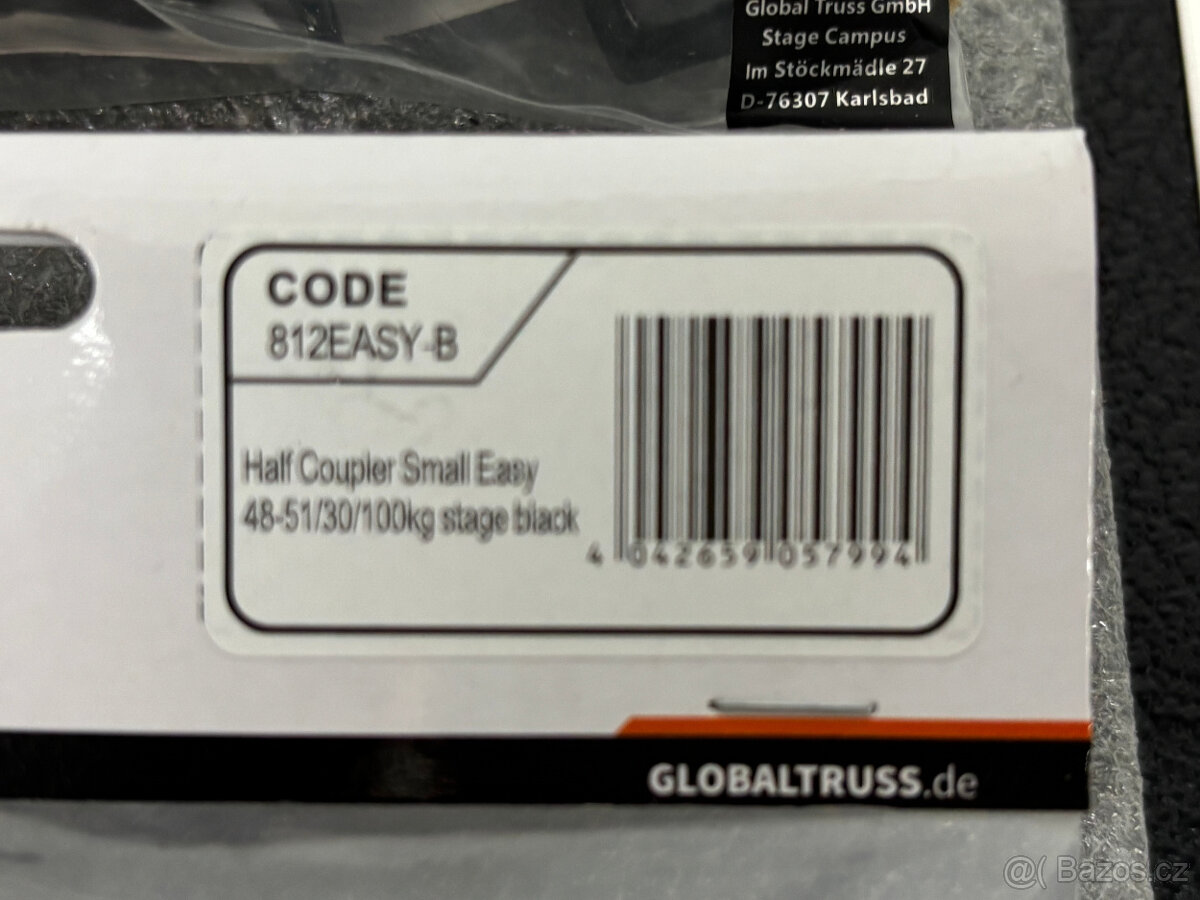 Global Truss GmbH
Stage Campus
Im Stöckmädle 27
D-76307 Karlsbad
CODE
812EASY-B
Half Coupler Small Easy
48-51/30/100kg stage black
4 042659 057994
GLOBALTRUSS.de
@( Bazos.cz